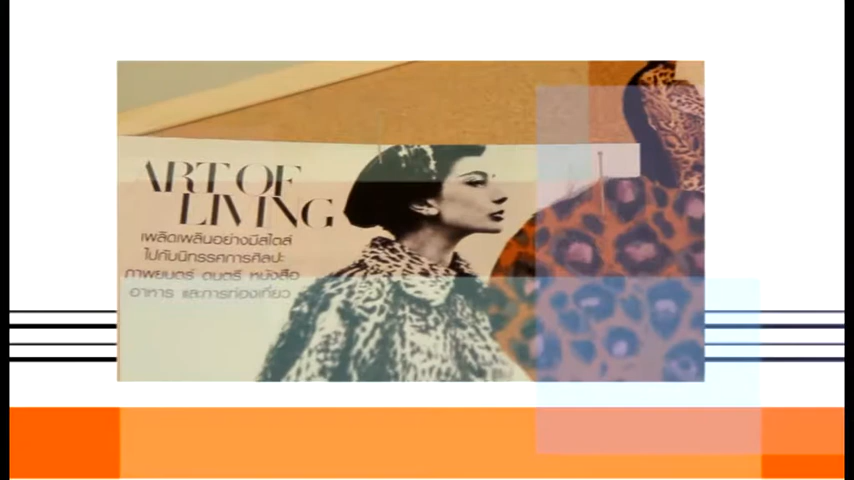 ART OF
LIVING
เพลิดเพลินอย่างมีสไตล์
ไปกับนิทรรศการศิลปะ
ภาพยนตร์ ดนตรี หนังสือ
อาหาร และการท่องเที่ยว